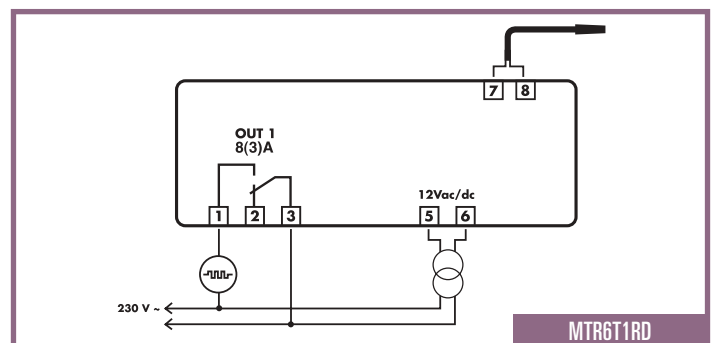 7 8
OUT 1
8(3)A
12Vac/dc
1 2 3 5 6
230 V ~
MTR6T1RD